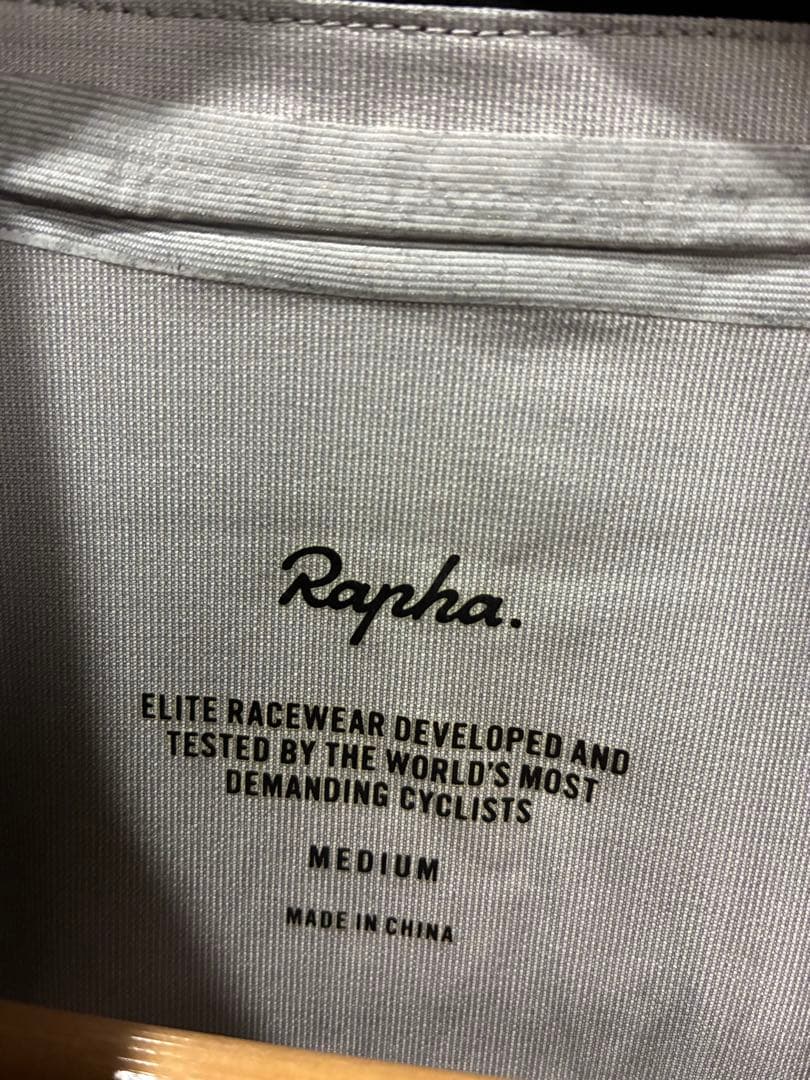 Rapha.
ELITE RACEWEAR DEVELOPED AND
TESTED BY THE WORLD'S MOST
DEMANDING CYCLISTS
MEDIUM
MADE IN CHINA